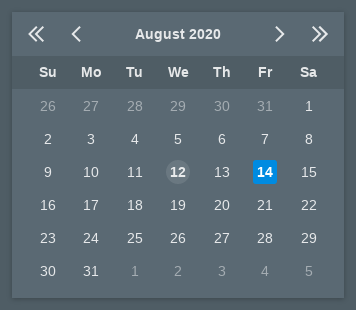 August 2020
Su Mo Tu We Th Fr Sa
26 27 28 29 30 31 1
2 3 4 5 6 7 8
9 10 11 12 13 14 15
16 17 18 19 20 21 22
23 24 25 26 27 28 29
30 31 1 2 3 4 5